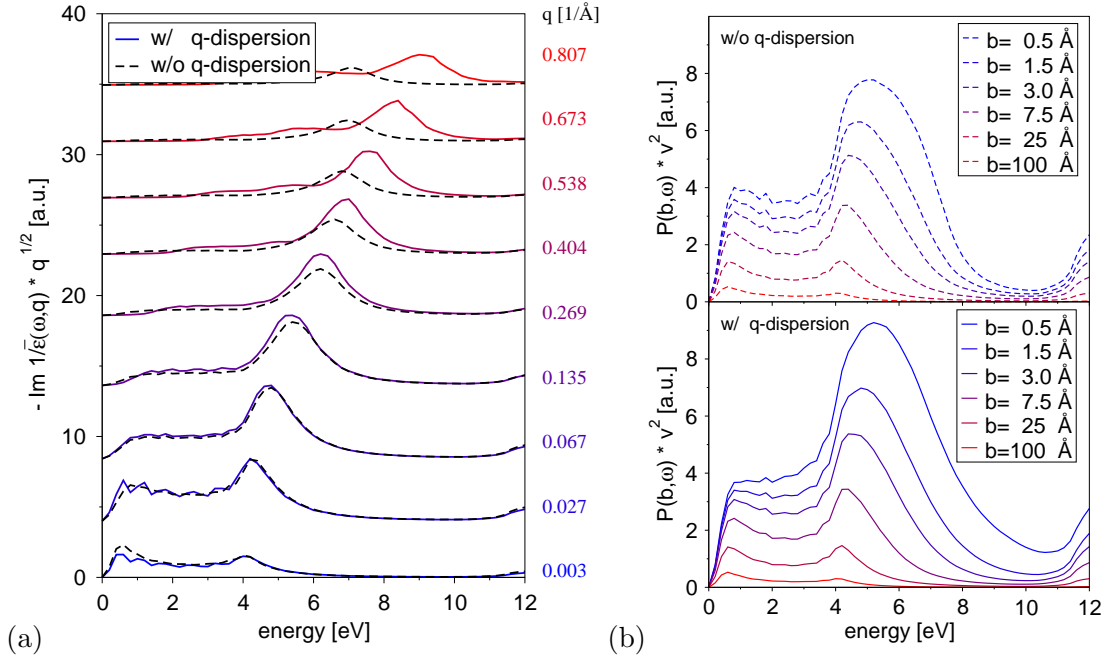 q [1/Å]
w/ q-dispersion
w/o q-dispersion
40
30
20
10
0
- Im 1/ε̅(ω,q) * q^1/2 [a.u.]
0.807
0.673
0.538
0.404
0.269
0.135
0.067
0.027
0.003
0 2 4 6 8 10 12
energy [eV]
(a)
w/o q-dispersion
b= 0.5 Å
b= 1.5 Å
b= 3.0 Å
b= 7.5 Å
b= 25 Å
b=100 Å
8
6
4
2
0
P(b,ω) * v^2 [a.u.]
w/ q-dispersion
b= 0.5 Å
b= 1.5 Å
b= 3.0 Å
b= 7.5 Å
b= 25 Å
b=100 Å
8
6
4
2
0
P(b,ω) * v^2 [a.u.]
0 2 4 6 8 10 12
energy [eV]
(b)